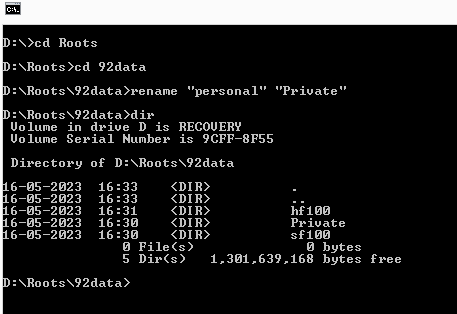 C:\.
D:\>cd Roots
D:\Roots>cd 92data
D:\Roots\92data>rename "personal" "Private"
D:\Roots\92data>dir
Volume in drive D is RECOVERY
Volume Serial Number is 9CFF-8F55
Directory of D:\Roots\92data
16-05-2023 16:33 <DIR> .
16-05-2023 16:33 <DIR> ..
16-05-2023 16:31 <DIR> hf100
16-05-2023 16:30 <DIR> Private
16-05-2023 16:30 <DIR> sf100
0 File(s) 0 bytes
5 Dir(s) 1,301,639,168 bytes free
D:\Roots\92data>